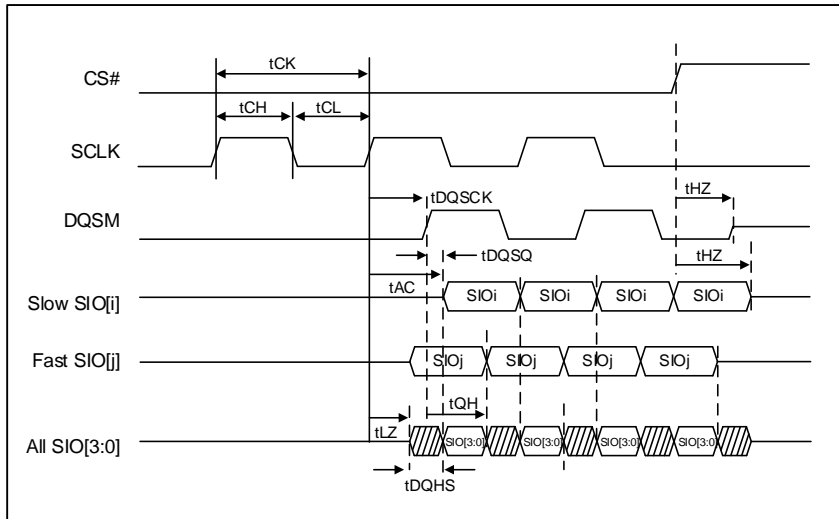 tCK
CS#
tCH
tCL
SCLK
tDQSCK
tHZ
DQSM
tDQSQ
tHZ
tAC
Slow SIO[i]
SIOi SIOi SIOi SIOi
Fast SIO[j]
SIOj SIOj SIOj SIOj
tQH
tLZ
All SIO[3:0]
SIO[3:0] SIO[3:0] SIO[3:0] SIO[3:0]
tDQHS